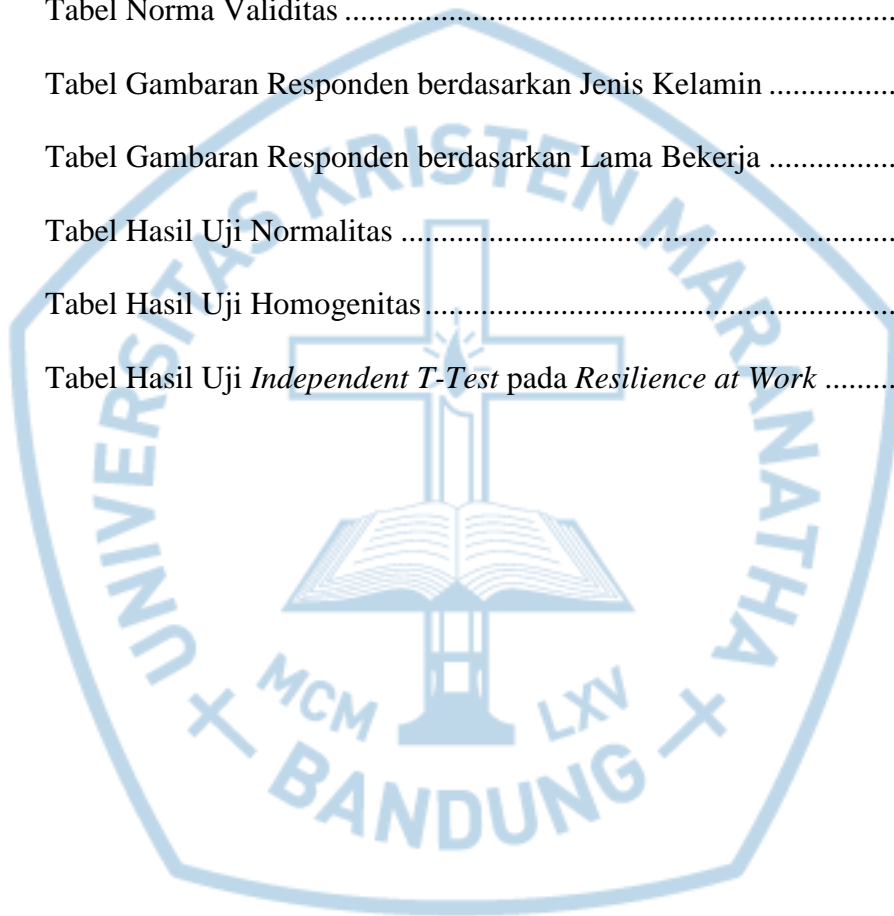 Tabel Norma Validitas ..............................................................................
Tabel Gambaran Responden berdasarkan Jenis Kelamin ................
Tabel Gambaran Responden berdasarkan Lama Bekerja ................
Tabel Hasil Uji Normalitas ................................................................
Tabel Hasil Uji Homogenitas .............................................................
Tabel Hasil Uji Independent T-Test pada Resilience at Work .........
UNIVERSITAS KRISTEN MARANATHA
MCM LXV
+ BANDUNG +